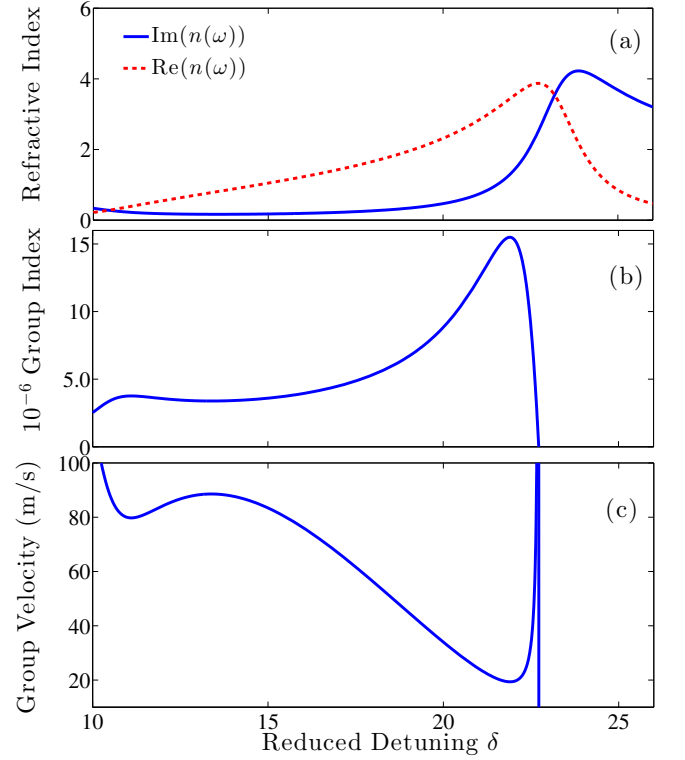 6
Im(n(ω))
Re(n(ω))
(a)
4
2
0
Refractive Index
15
10
5.0
0
(b)
10⁻⁶ Group Index
100
80
60
40
20
(c)
Group Velocity (m/s)
10 15 20 25
Reduced Detuning δ